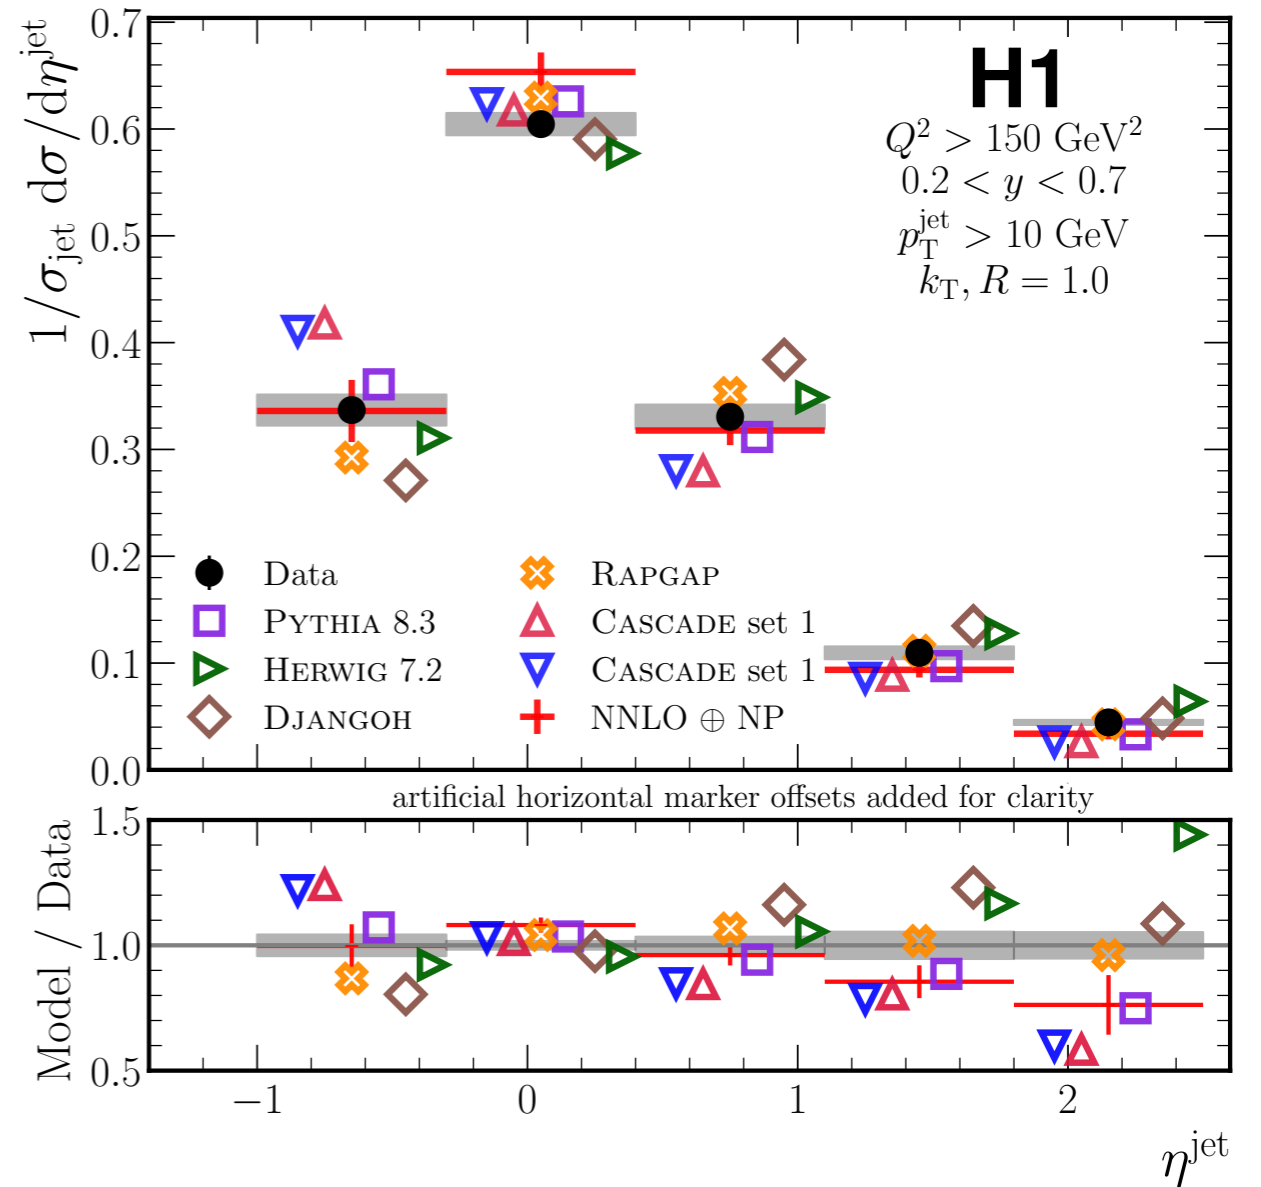 1/σ_jet dσ/dη^jet
0.7
0.6
0.5
0.4
0.3
0.2
0.1
0.0
H1
Q² > 150 GeV²
0.2 < y < 0.7
p_T^jet > 10 GeV
k_T, R = 1.0
Data
PYTHIA 8.3
HERWIG 7.2
DJANGOH
RAPGAP
CASCADE set 1
CASCADE set 1
NNLO ⊕ NP
artificial horizontal marker offsets added for clarity
Model / Data
1.5
1.0
0.5
−1 0 1 2
η^jet